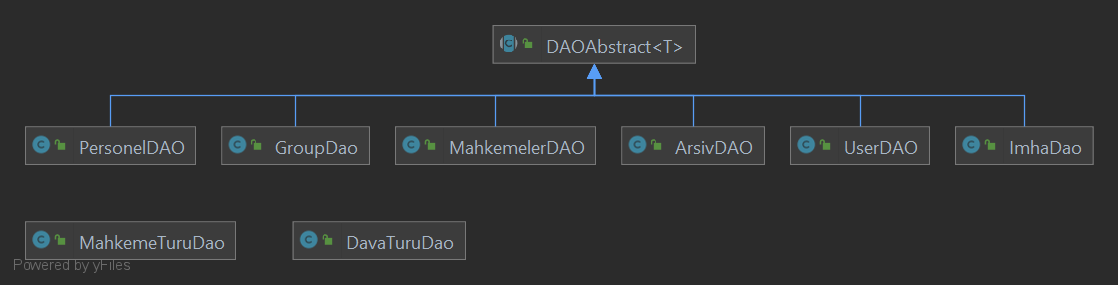 DAOAbstract<T>
PersonelDAO GroupDao MahkemelerDAO ArsivDAO UserDAO ImhaDao
MahkemeTuruDao DavaTuruDao
Powered by yFiles